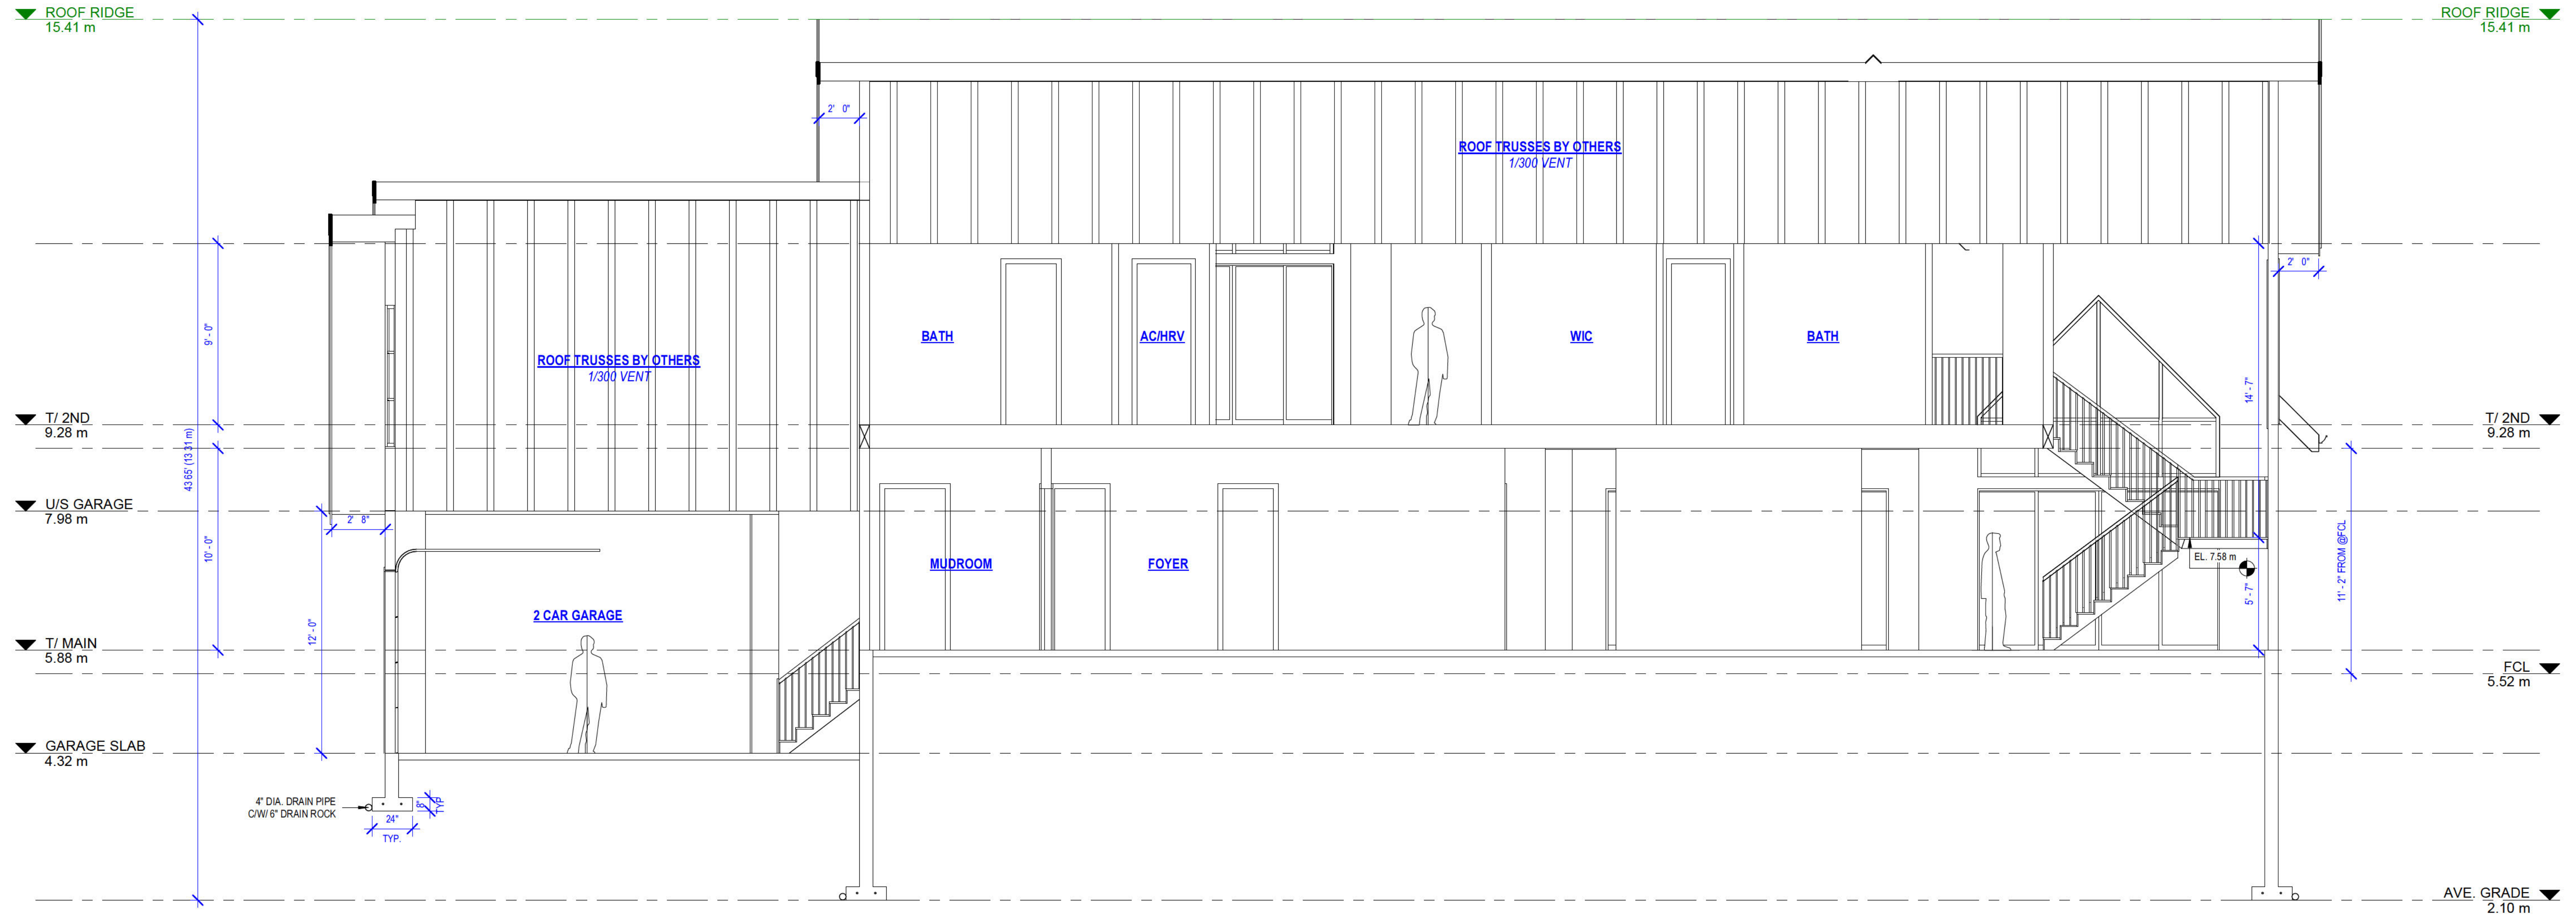 ROOF RIDGE
15.41 m
ROOF RIDGE
15.41 m
2' 0"
ROOF TRUSSES BY OTHERS
1/300 VENT
2' 0"
9' - 0"
BATH
AC/HRV
WIC
BATH
ROOF TRUSSES BY OTHERS
1/300 VENT
14' - 7"
T/ 2ND
9.28 m
T/ 2ND
9.28 m
43.65' (13.31 m)
U/S GARAGE
7.98 m
2' 8"
10' - 0"
MUDROOM
FOYER
EL. 7.58 m
5' - 7"
11' - 2" FROM @FCL
2 CAR GARAGE
12' - 0"
T/ MAIN
5.88 m
FCL
5.52 m
GARAGE SLAB
4.32 m
4" DIA. DRAIN PIPE
C/W/ 6" DRAIN ROCK
8"
TYP
24"
TYP.
AVE. GRADE
2.10 m